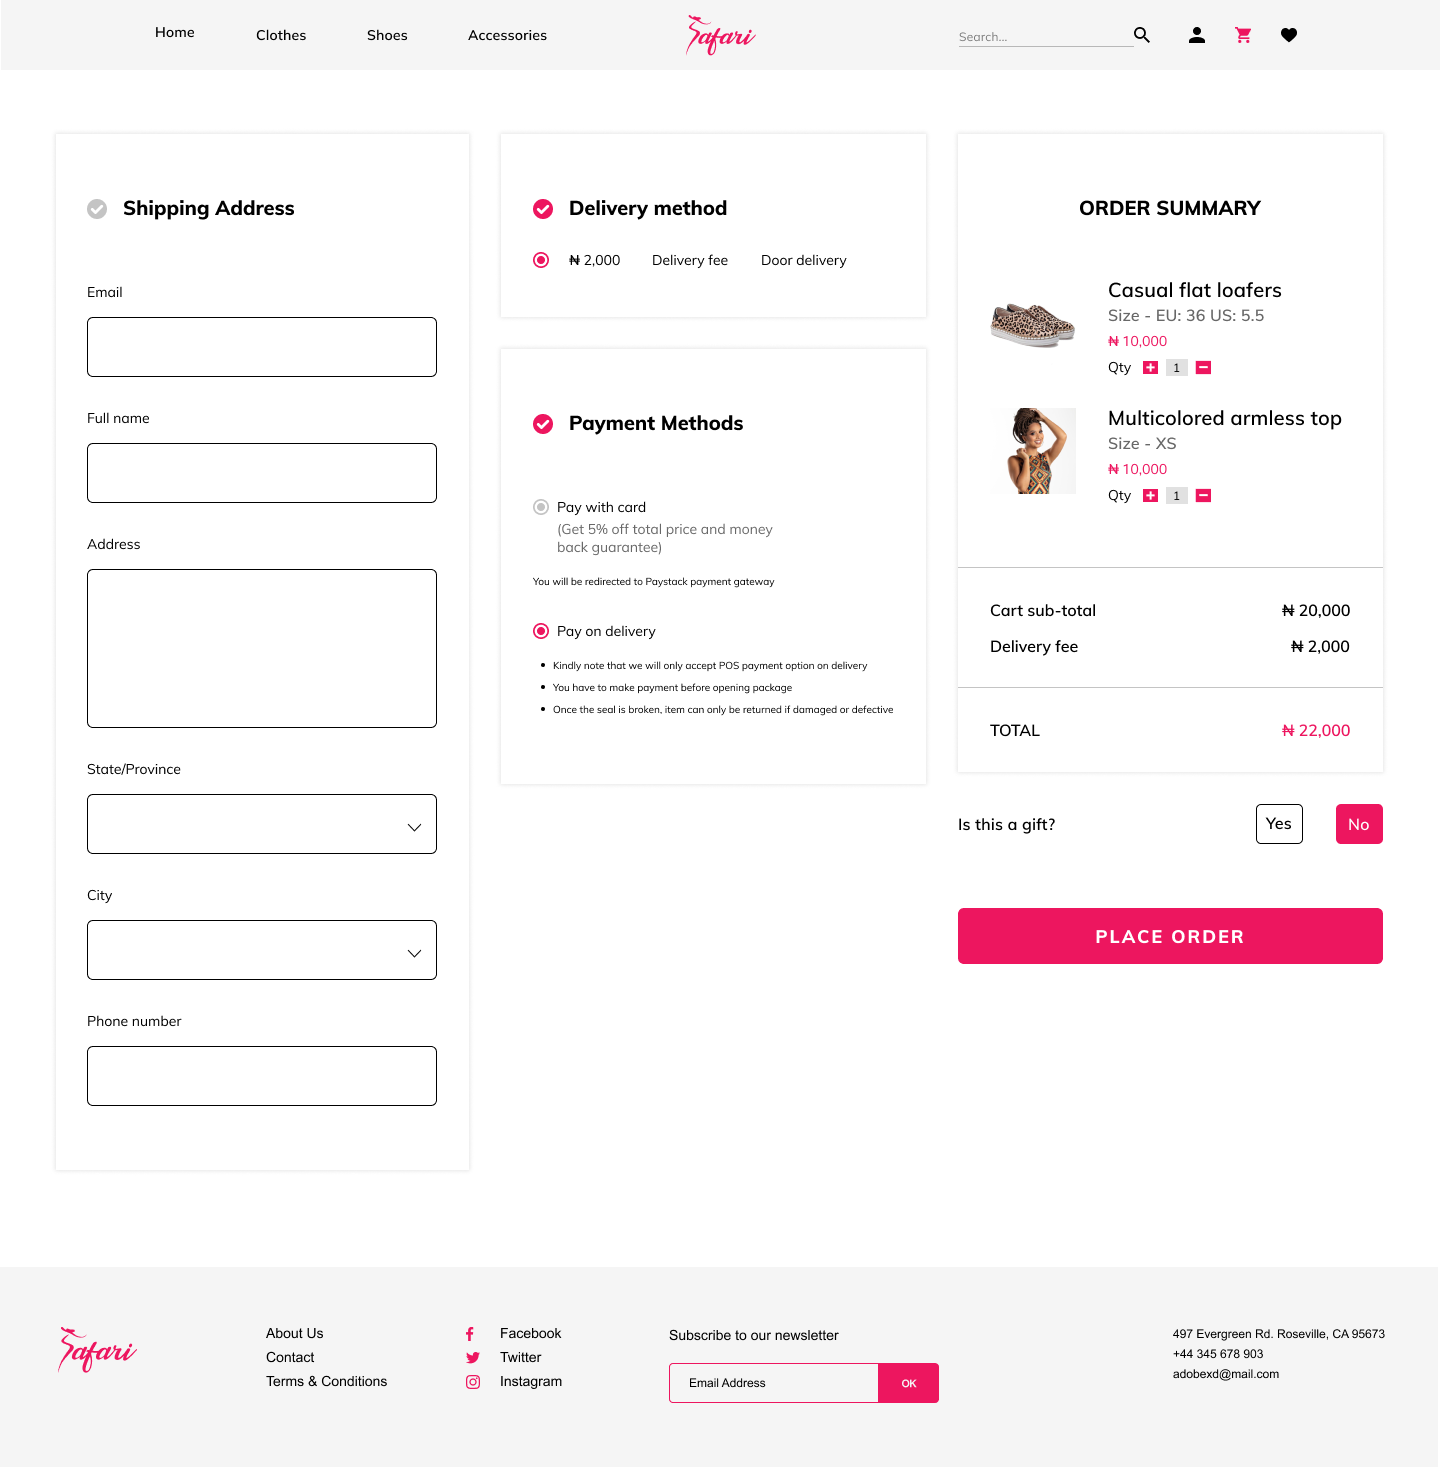 Home
Clothes
Shoes
Accessories
Safari
Search...
Shipping Address
Email
Full name
Address
State/Province
City
Phone number
Delivery method
₦ 2,000 Delivery fee Door delivery
Payment Methods
Pay with card
(Get 5% off total price and money
back guarantee)
You will be redirected to Paystack payment gateway
Pay on delivery
• Kindly note that we will only accept POS payment option on delivery
• You have to make payment before opening package
• Once the seal is broken, item can only be returned if damaged or defective
ORDER SUMMARY
Casual flat loafers
Size - EU: 36 US: 5.5
₦ 10,000
Qty 1
Multicolored armless top
Size - XS
₦ 10,000
Qty 1
Cart sub-total ₦ 20,000
Delivery fee ₦ 2,000
TOTAL ₦ 22,000
Is this a gift? Yes No
PLACE ORDER
Safari
About Us
Contact
Terms & Conditions
Facebook
Twitter
Instagram
Subscribe to our newsletter
Email Address OK
497 Evergreen Rd. Roseville, CA 95673
+44 345 678 903
adobexd@mail.com